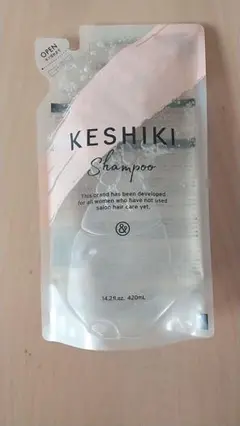 OPEN
KESHIKI
Shampoo
This brand has been developed
for all women who have not used
salon hair care yet.
&
14.2fl.oz. 420mL